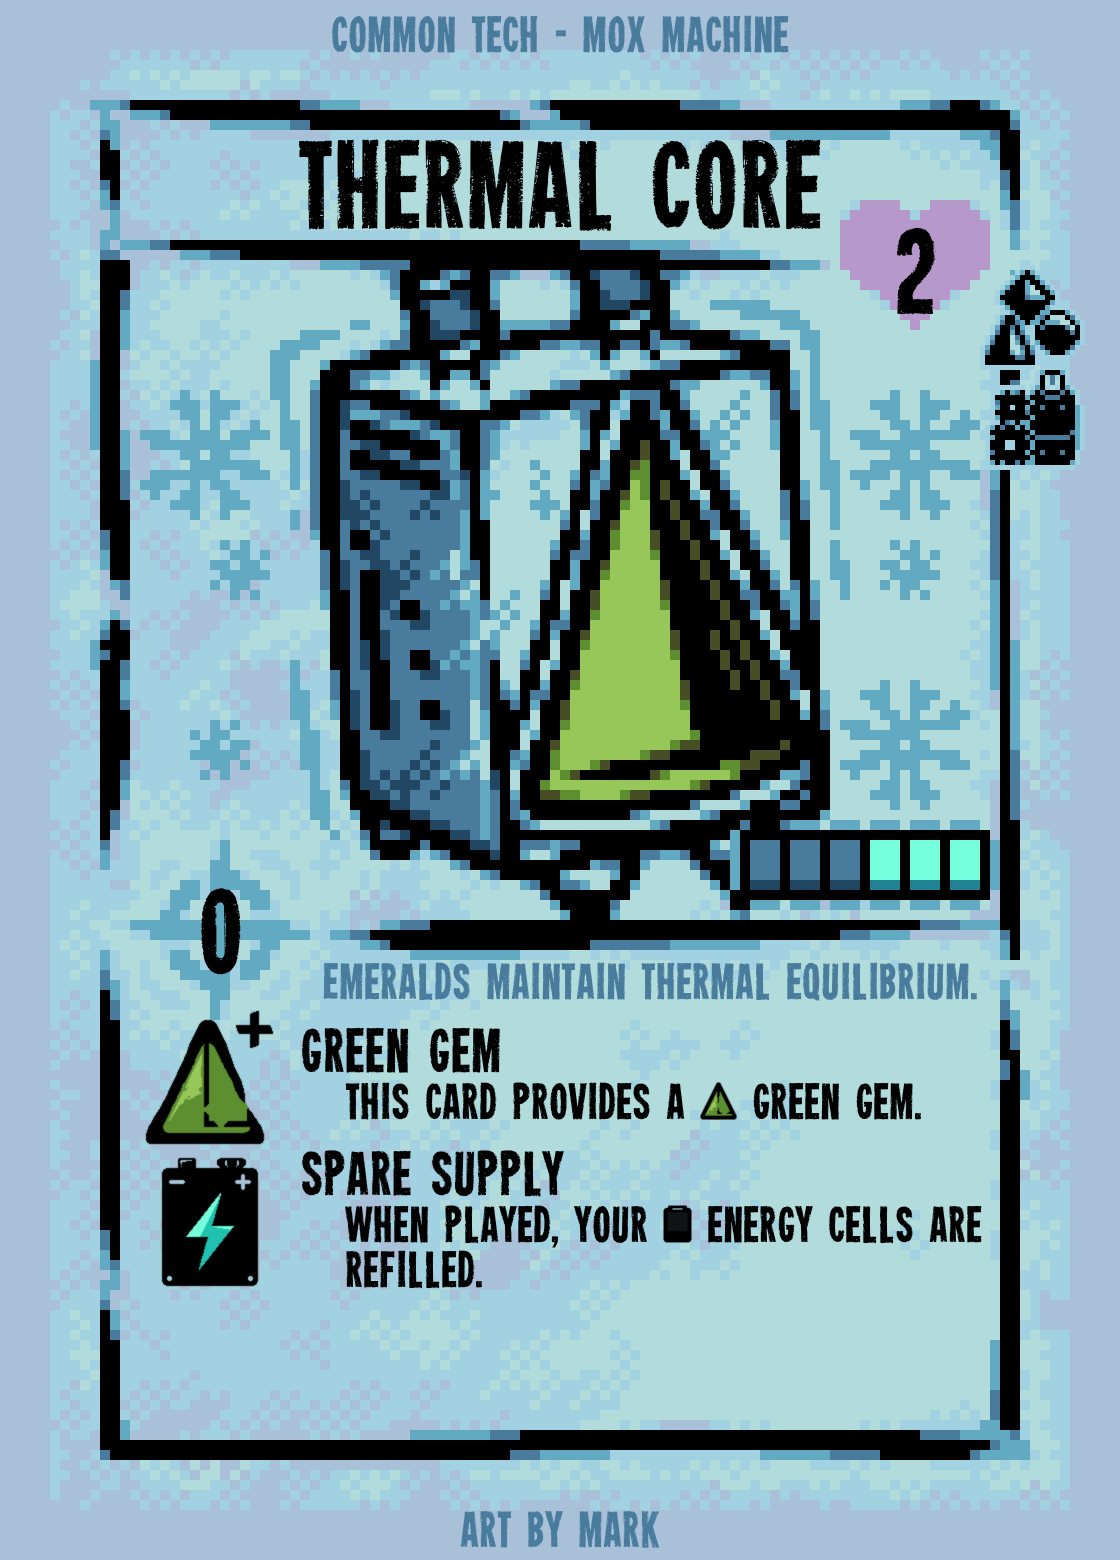 COMMON TECH - MOX MACHINE
THERMAL CORE
2
0
EMERALDS MAINTAIN THERMAL EQUILIBRIUM.
GREEN GEM
THIS CARD PROVIDES A GREEN GEM.
SPARE SUPPLY
WHEN PLAYED, YOUR ENERGY CELLS ARE
REFILLED.
ART BY MARK